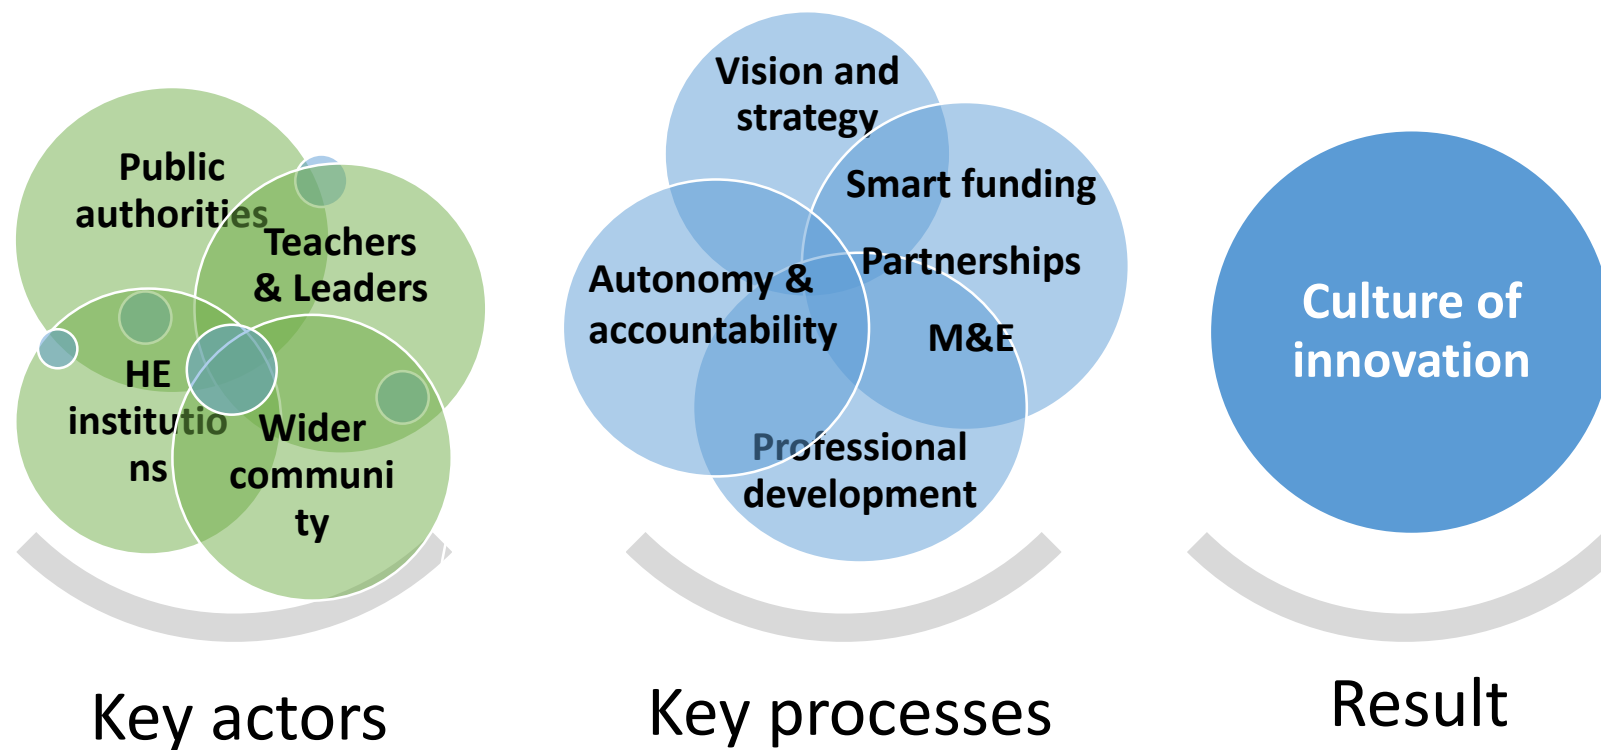 Public
authorities
Teachers
& Leaders
HE
institutio
ns
Wider
communi
ty
Key actors
Vision and
strategy
Smart funding
Partnerships
M&E
Autonomy &
accountability
Professional
development
Key processes
Culture of
innovation
Result